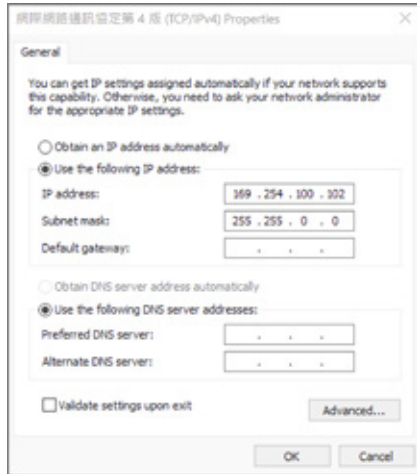 網際網路通訊協定第 4 版 (TCP/IPv4) Properties
General
You can get IP settings assigned automatically if your network supports
this capability. Otherwise, you need to ask your network administrator
for the appropriate IP settings.
Obtain an IP address automatically
Use the following IP address:
IP address: 169 . 254 . 100 . 102
Subnet mask: 255 . 255 . 0 . 0
Default gateway: . . .
Obtain DNS server address automatically
Use the following DNS server addresses:
Preferred DNS server: . . .
Alternate DNS server: . . .
Validate settings upon exit
Advanced...
OK Cancel